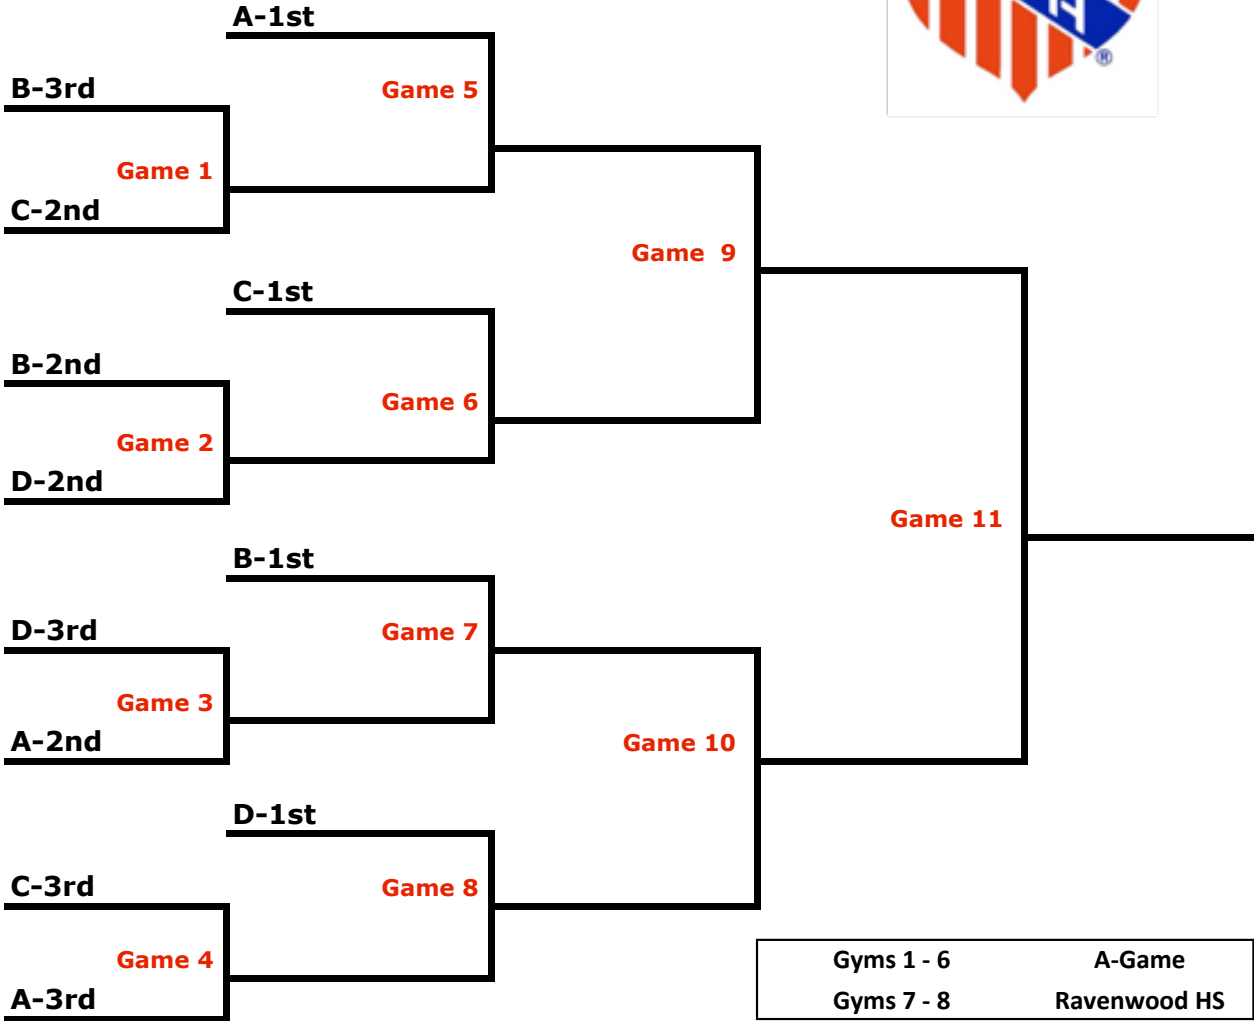 A-1st
B-3rd
Game 5
Game 1
C-2nd
Game 9
C-1st
B-2nd
Game 6
Game 2
D-2nd
Game 11
B-1st
D-3rd
Game 7
Game 3
A-2nd
Game 10
D-1st
C-3rd
Game 8
Game 4
A-3rd
Gyms 1 - 6 A-Game
Gyms 7 - 8 Ravenwood HS